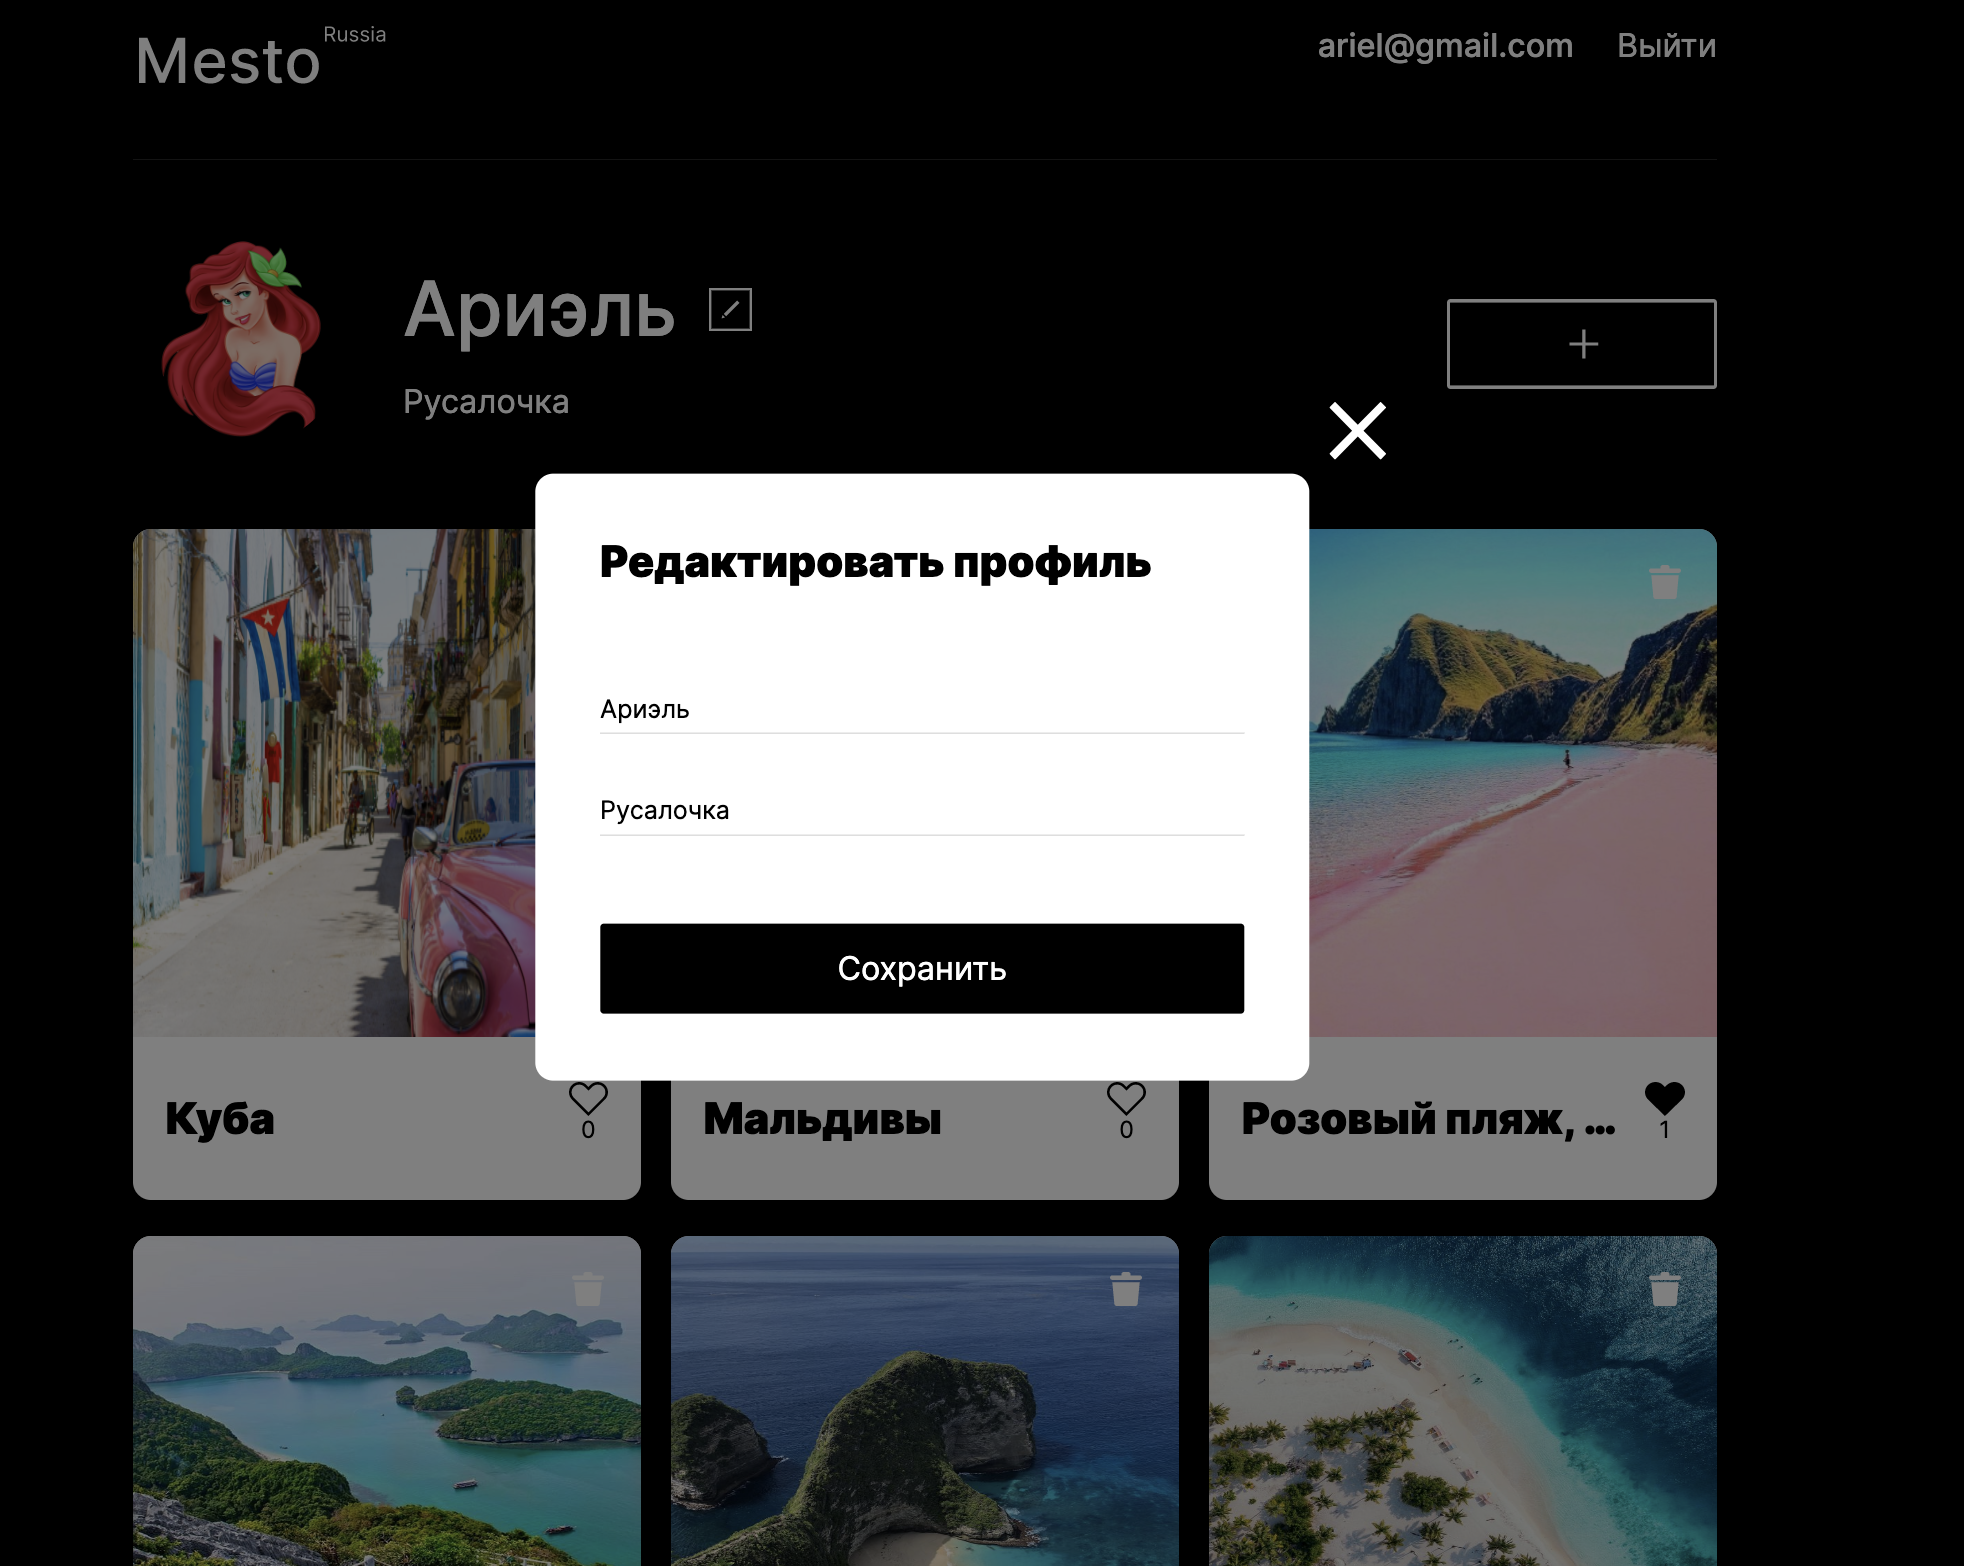 Mesto Russia
ariel@gmail.com Выйти
Ариэль
Русалочка
Редактировать профиль
Ариэль
Русалочка
Сохранить
Куба
0
Мальдивы
0
Розовый пляж, ...
1